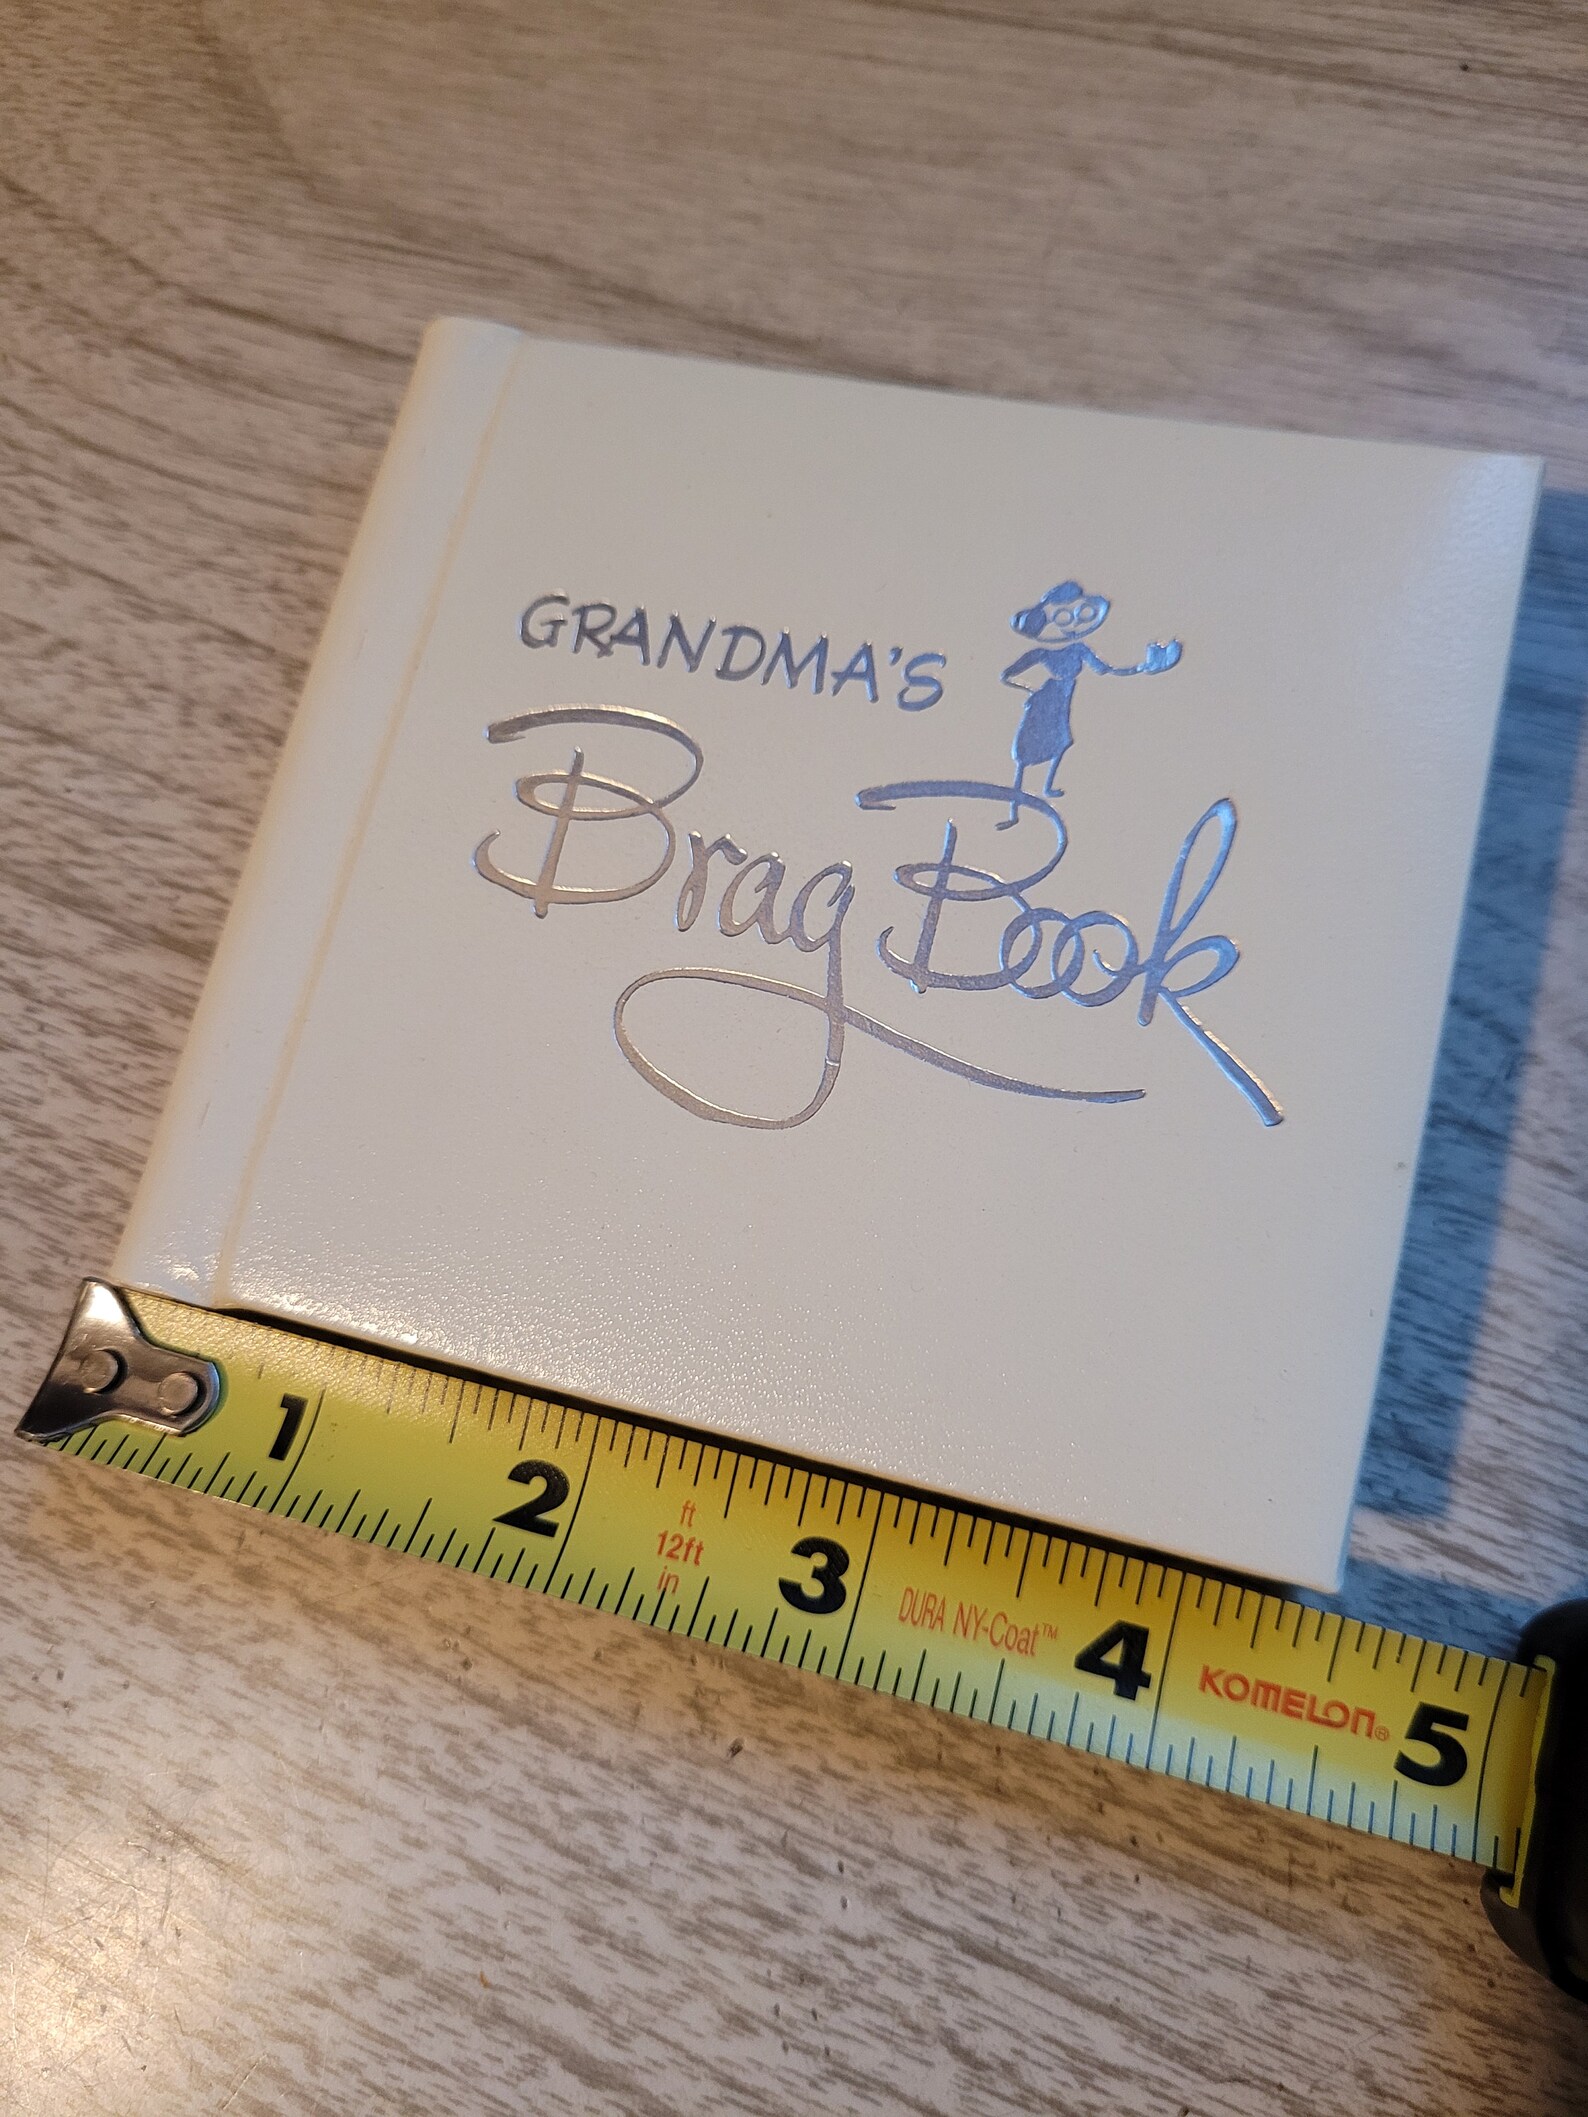 GRANDMA'S
Brag Book
1 2 3 4 5
ft
12ft
in
DURA NY-Coat™
KOMELON®